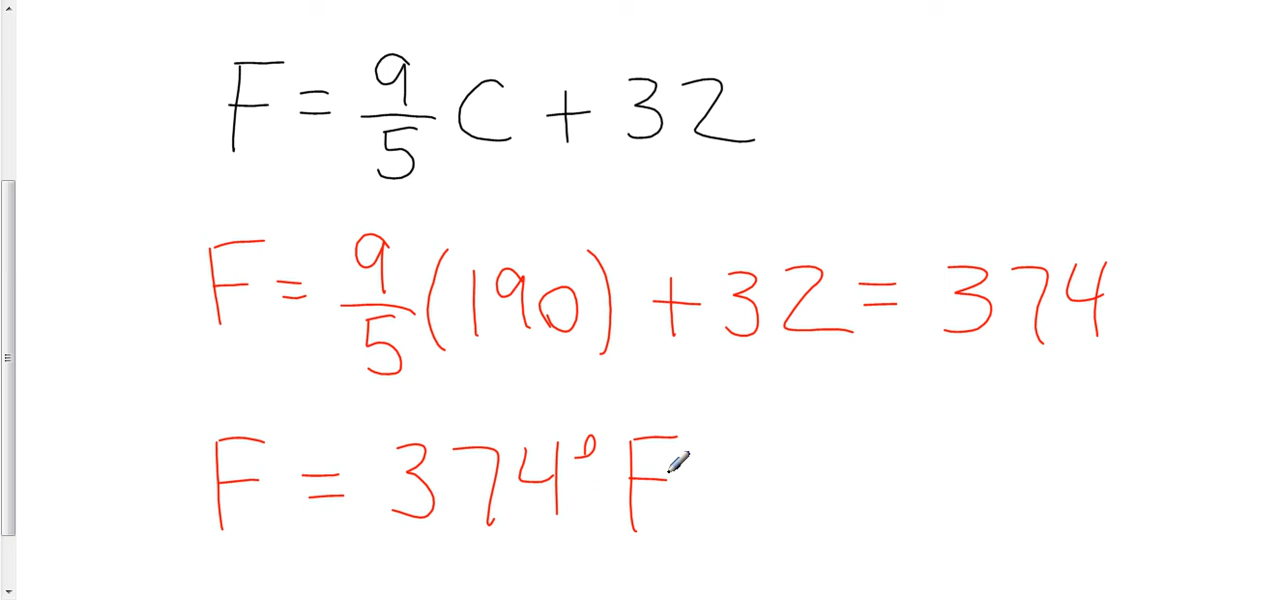 F = 9/5 C + 32
F = 9/5 (190) + 32 = 374
F = 374° F